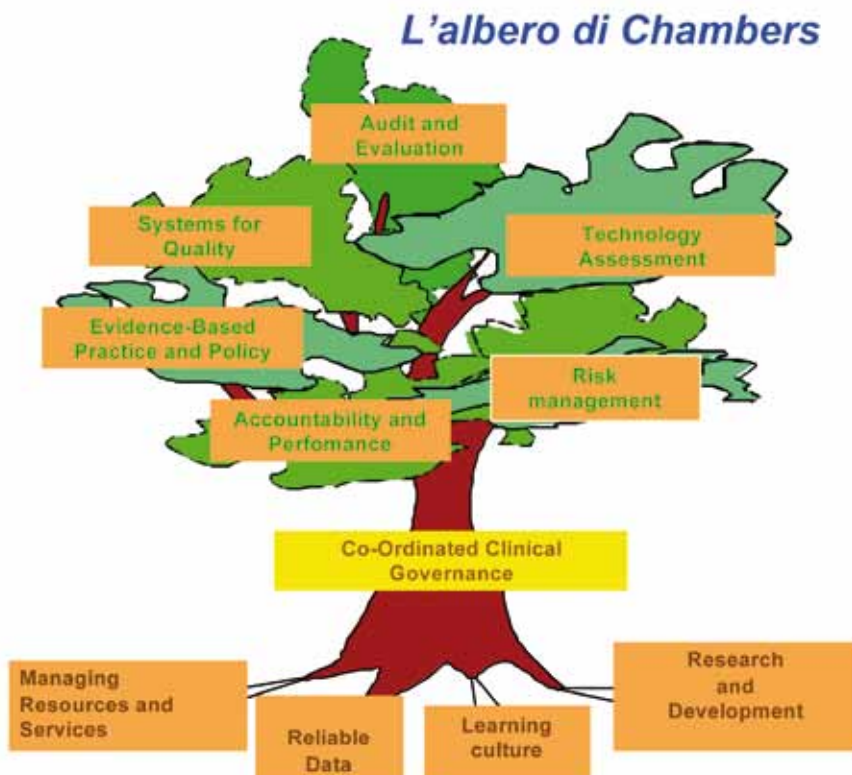 L'albero di Chambers
Audit and
Evaluation
Systems for
Quality
Technology
Assessment
Evidence-Based
Practice and Policy
Risk
management
Accountability and
Perfomance
Co-Ordinated Clinical
Governance
Managing
Resources and
Services
Reliable
Data
Learning
culture
Research
and
Development